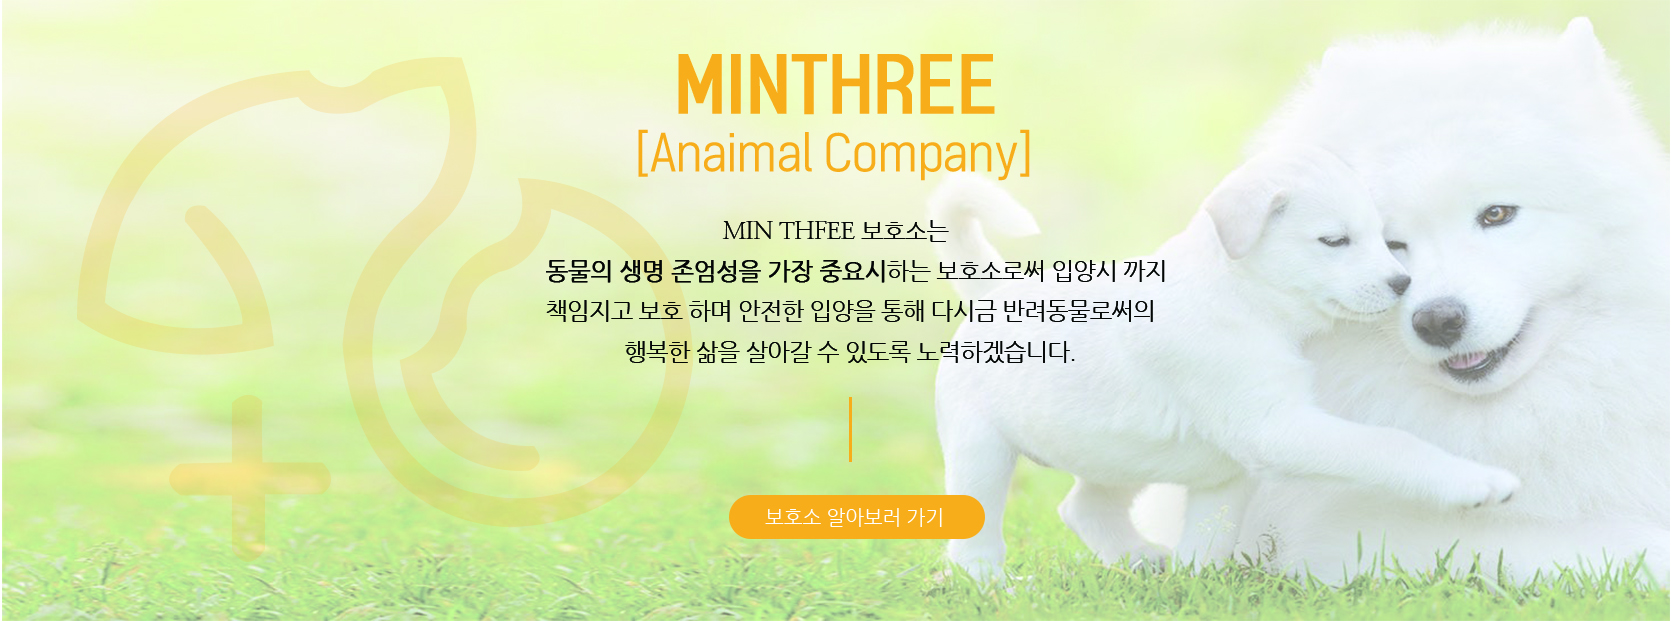 MINTHREE
[Anaimal Company]
MIN THFEE 보호소는
동물의 생명 존엄성을 가장 중요시하는 보호소로써 입양시 까지
책임지고 보호 하며 안전한 입양을 통해 다시금 반려동물로써의
행복한 삶을 살아갈 수 있도록 노력하겠습니다.
보호소 알아보러 가기